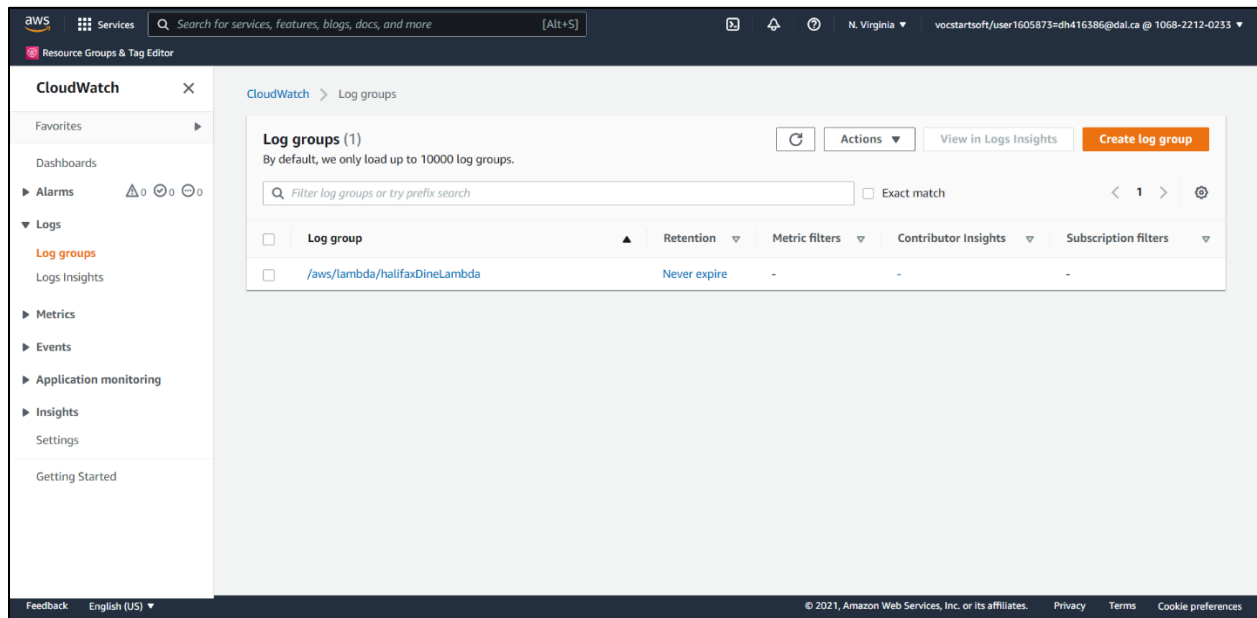 aws
Services
Search for services, features, blogs, docs, and more [Alt+S]
N. Virginia ▼
vocstartsoft/user1605873=dh416386@dal.ca @ 1068-2212-0233 ▼
Resource Groups & Tag Editor
CloudWatch
Favorites
Dashboards
Alarms 0 0 0
Logs
Log groups
Logs Insights
Metrics
Events
Application monitoring
Insights
Settings
Getting Started
CloudWatch > Log groups
Log groups (1)
By default, we only load up to 10000 log groups.
Actions ▼
View in Logs Insights
Create log group
Filter log groups or try prefix search
Exact match
< 1 >
Log group Retention Metric filters Contributor Insights Subscription filters
/aws/lambda/halifaxDineLambda Never expire - - -
Feedback English (US) ▼ © 2021, Amazon Web Services, Inc. or its affiliates. Privacy Terms Cookie preferences